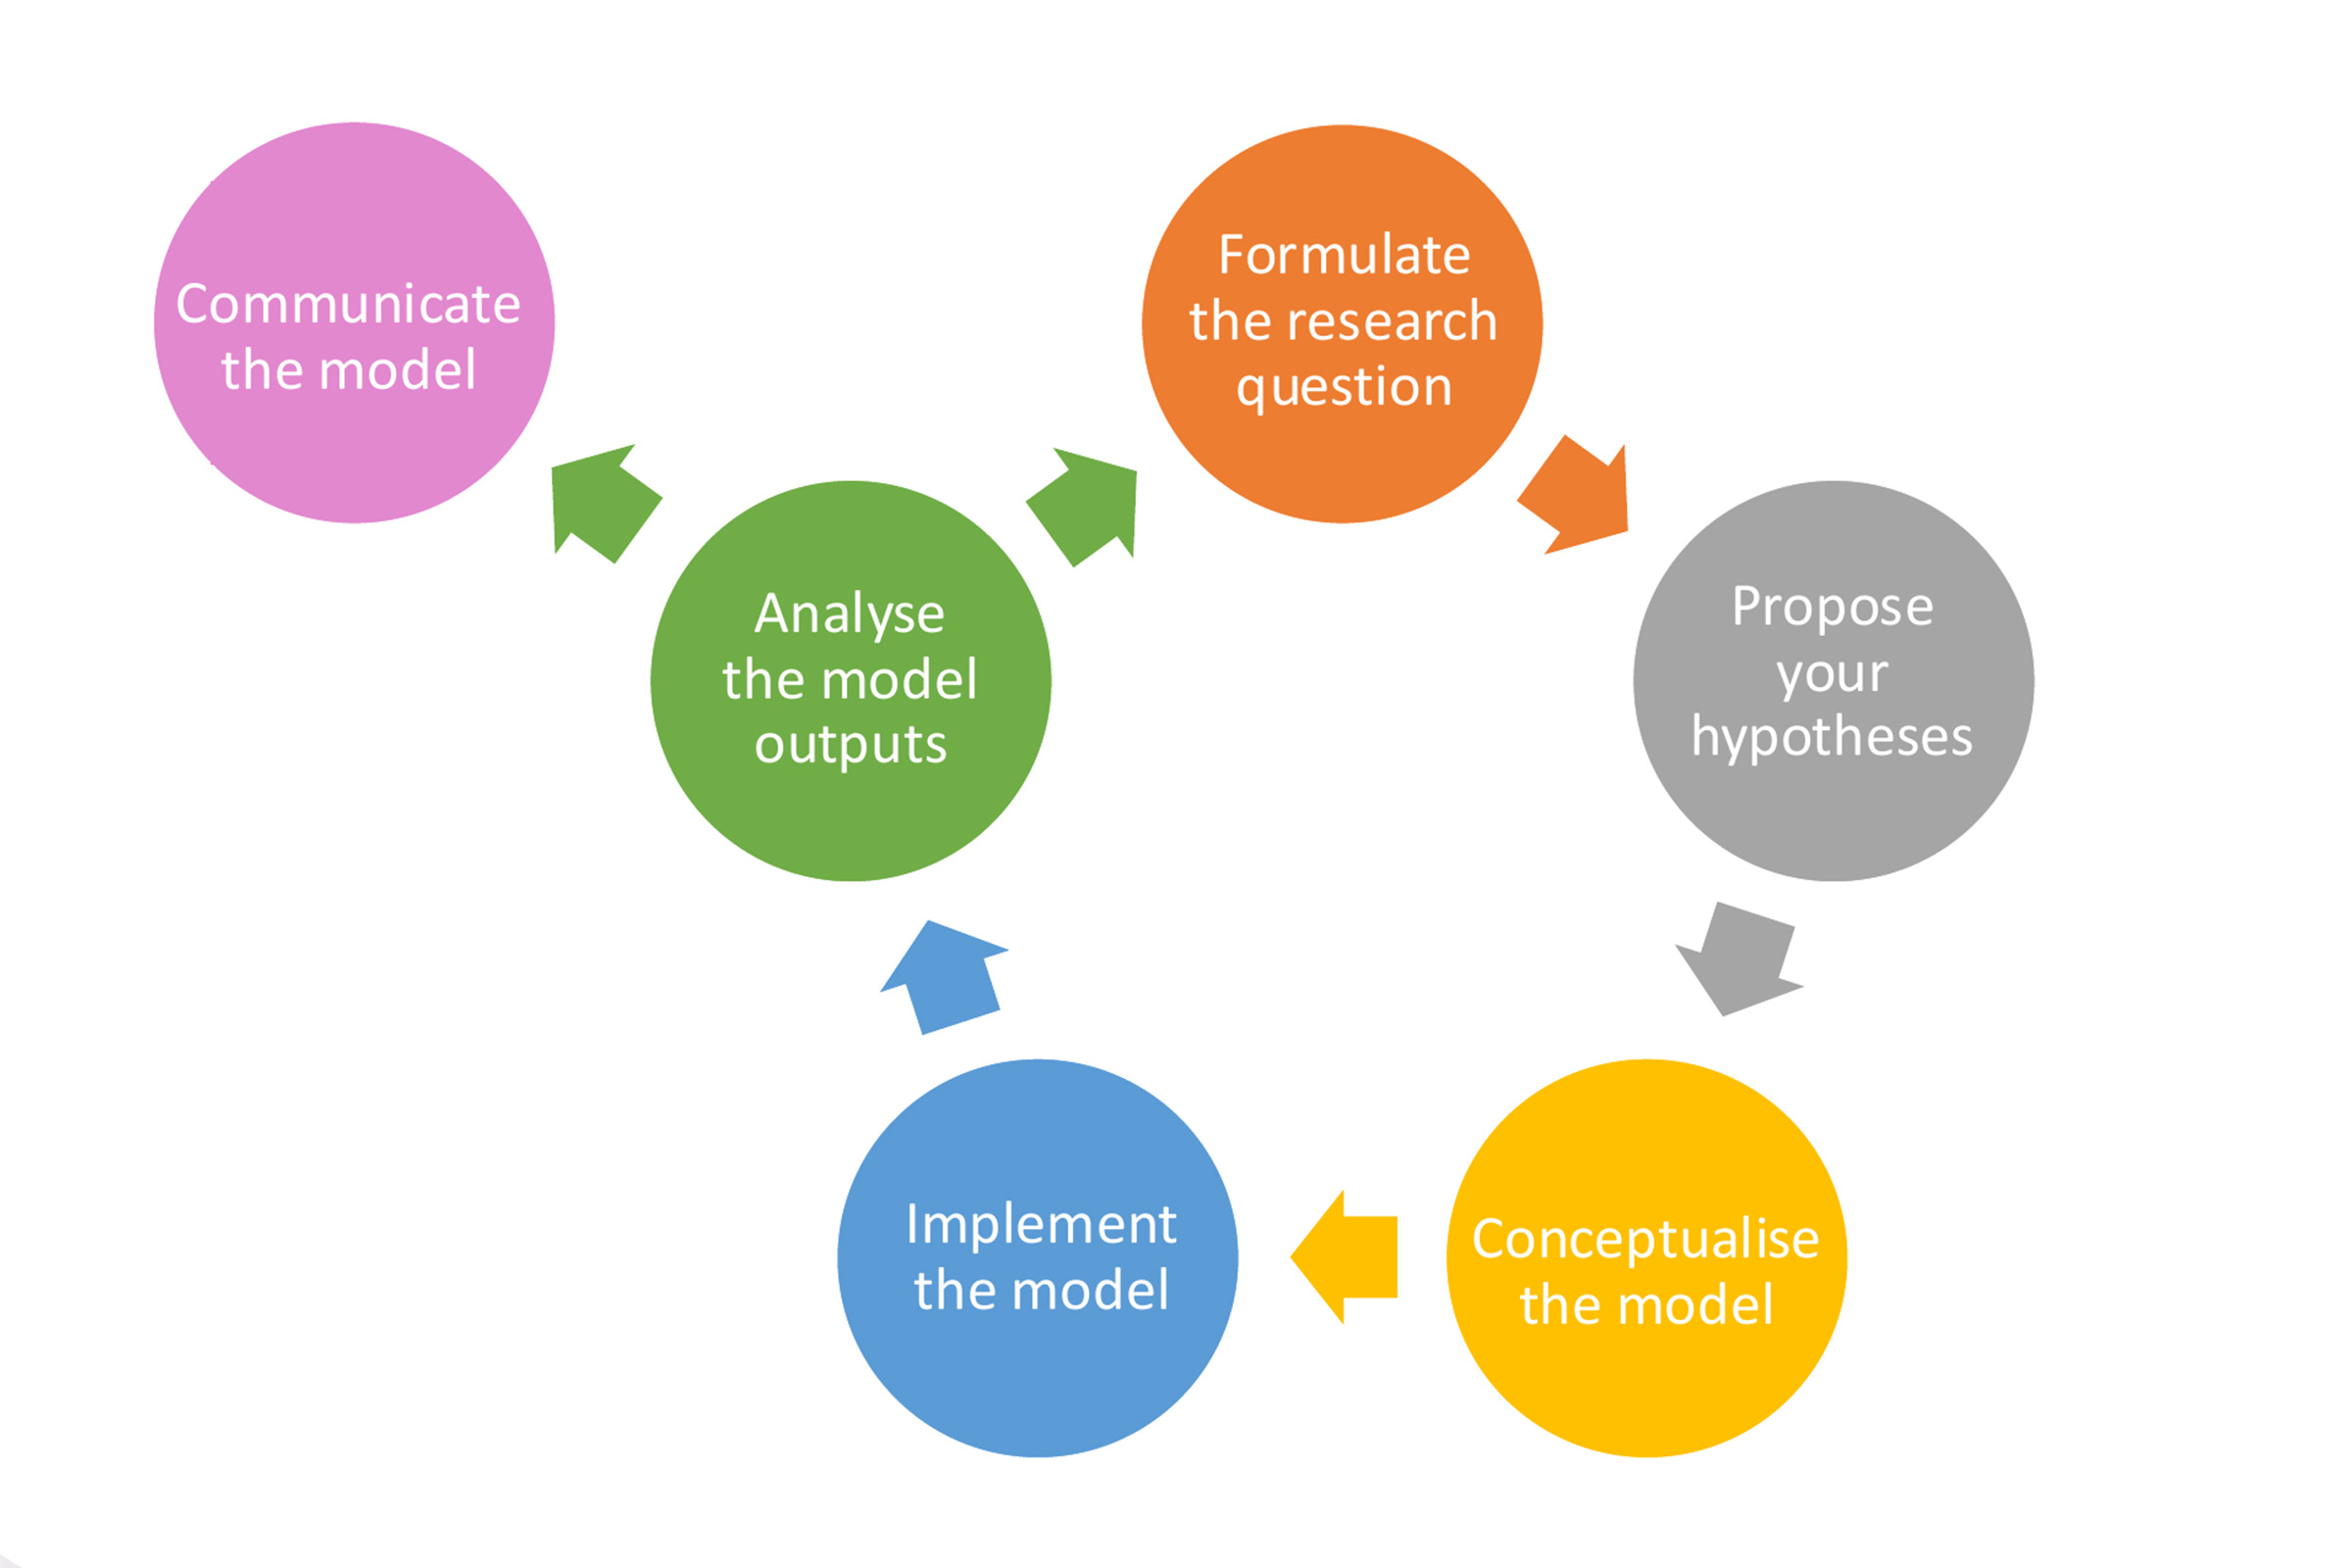 Communicate
the model
Formulate
the research
question
Analyse
the model
outputs
Propose
your
hypotheses
Implement
the model
Conceptualise
the model